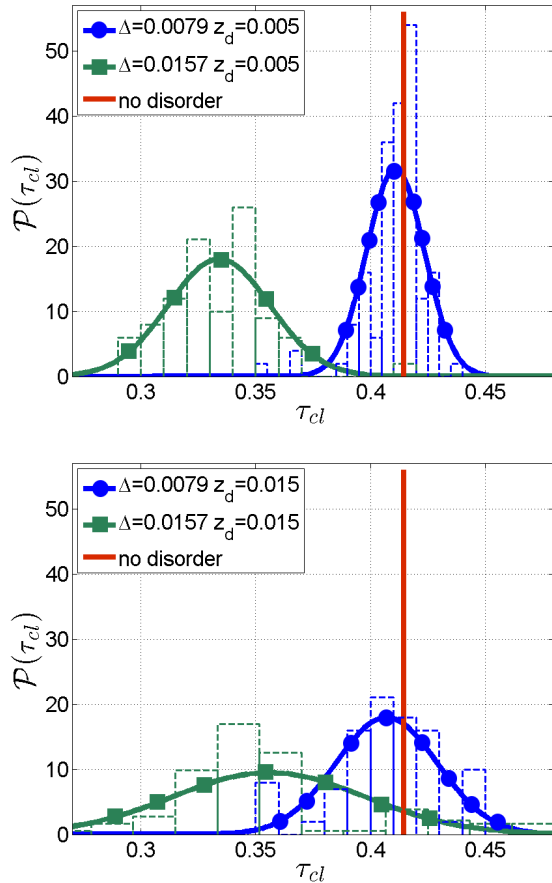 Δ=0.0079 z_d=0.005
Δ=0.0157 z_d=0.005
no disorder
50
40
30
20
10
0
𝒫(τ_cl)
0.3 0.35 0.4 0.45
τ_cl
Δ=0.0079 z_d=0.015
Δ=0.0157 z_d=0.015
no disorder
50
40
30
20
10
0
𝒫(τ_cl)
0.3 0.35 0.4 0.45
τ_cl